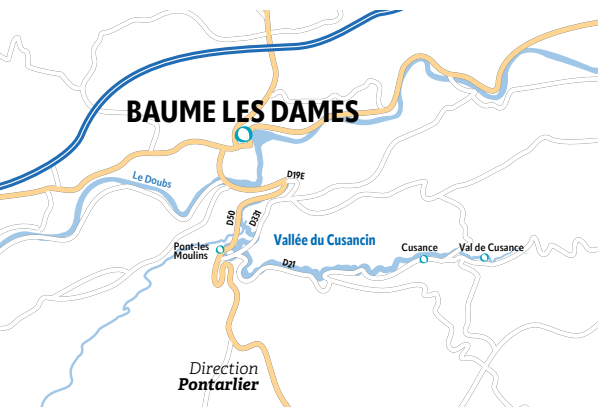 BAUME LES DAMES
Le Doubs
D19E
D50
D331
Vallée du Cusancin
Pont-les
Moulins
Cusance
Val de Cusance
D21
Direction
Pontarlier